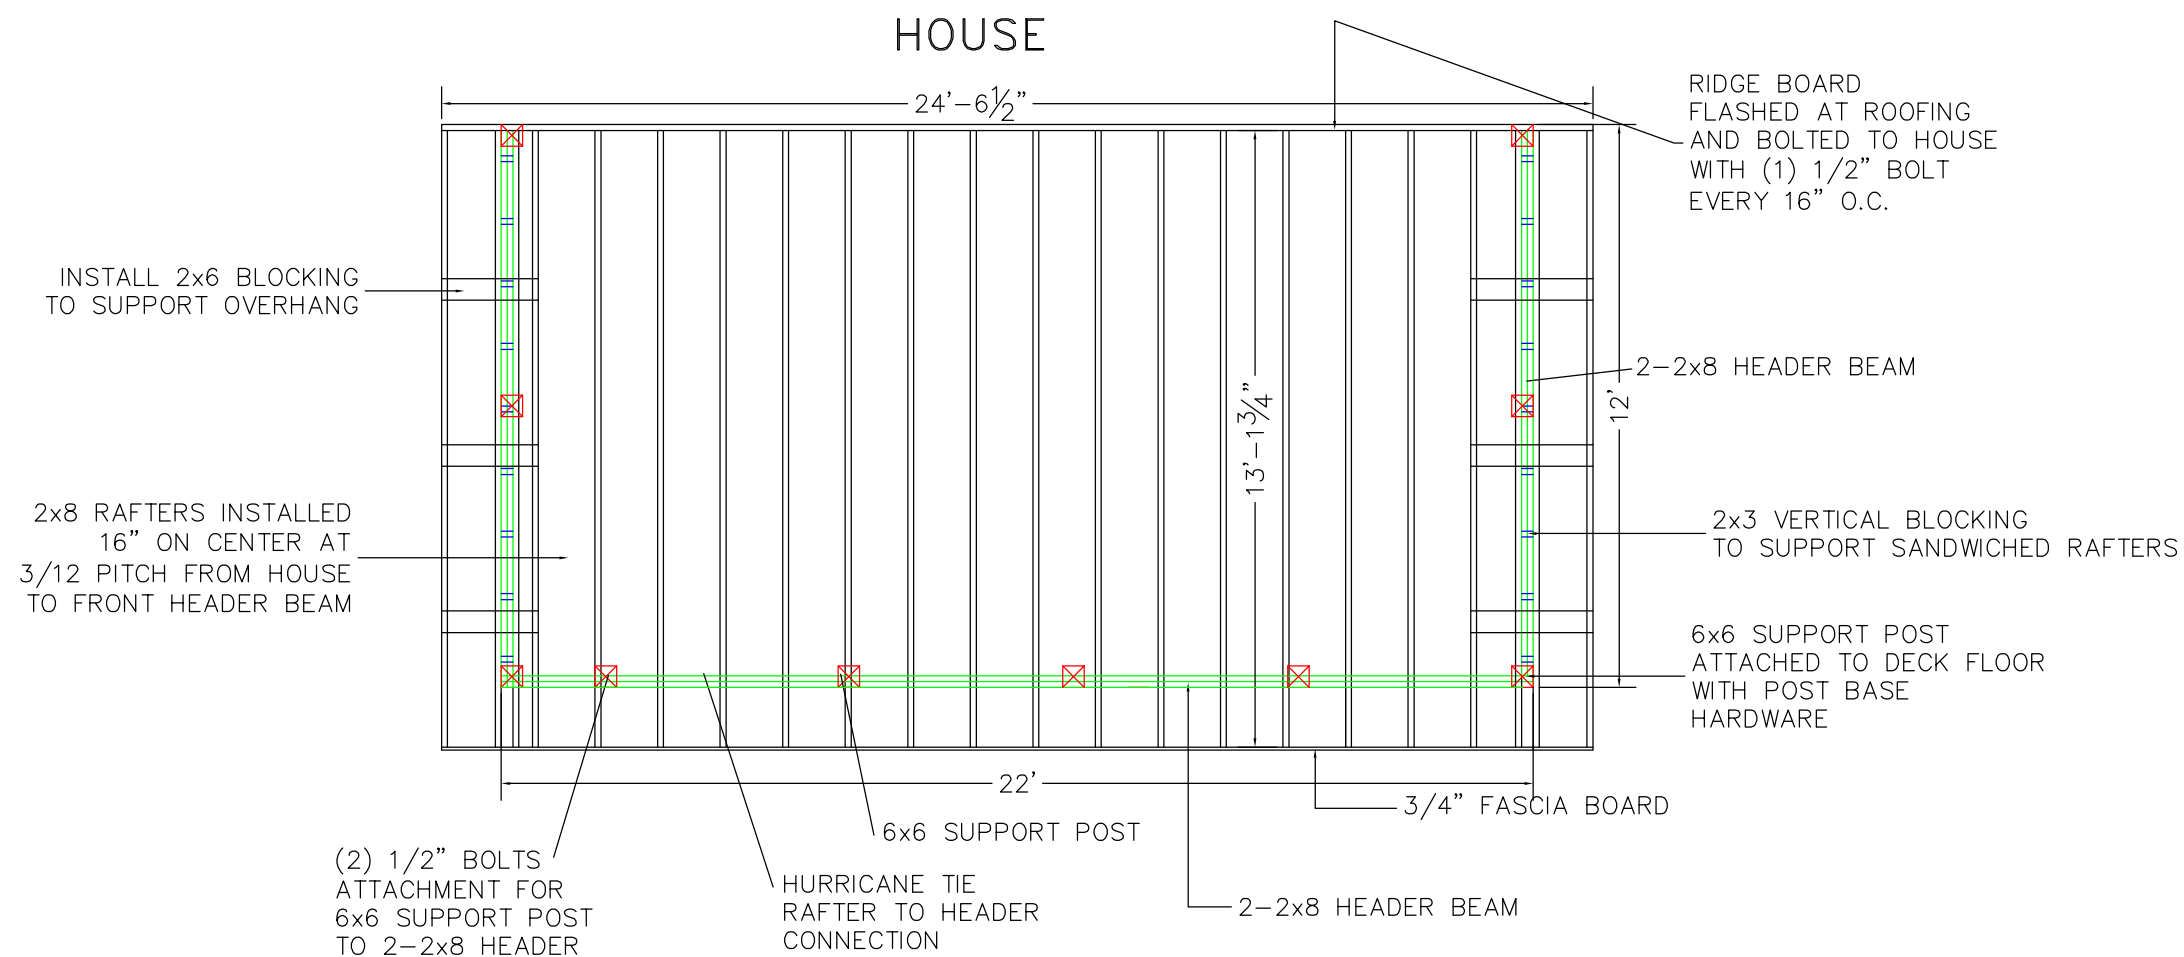 HOUSE
24'-6½"
RIDGE BOARD
FLASHED AT ROOFING
AND BOLTED TO HOUSE
WITH (1) 1/2" BOLT
EVERY 16" O.C.
INSTALL 2x6 BLOCKING
TO SUPPORT OVERHANG
2-2x8 HEADER BEAM
12'
13'-1¾"
2x8 RAFTERS INSTALLED
16" ON CENTER AT
3/12 PITCH FROM HOUSE
TO FRONT HEADER BEAM
2x3 VERTICAL BLOCKING
TO SUPPORT SANDWICHED RAFTERS
6x6 SUPPORT POST
ATTACHED TO DECK FLOOR
WITH POST BASE
HARDWARE
22'
3/4" FASCIA BOARD
6x6 SUPPORT POST
(2) 1/2" BOLTS
ATTACHMENT FOR
6x6 SUPPORT POST
TO 2-2x8 HEADER
HURRICANE TIE
RAFTER TO HEADER
CONNECTION
2-2x8 HEADER BEAM